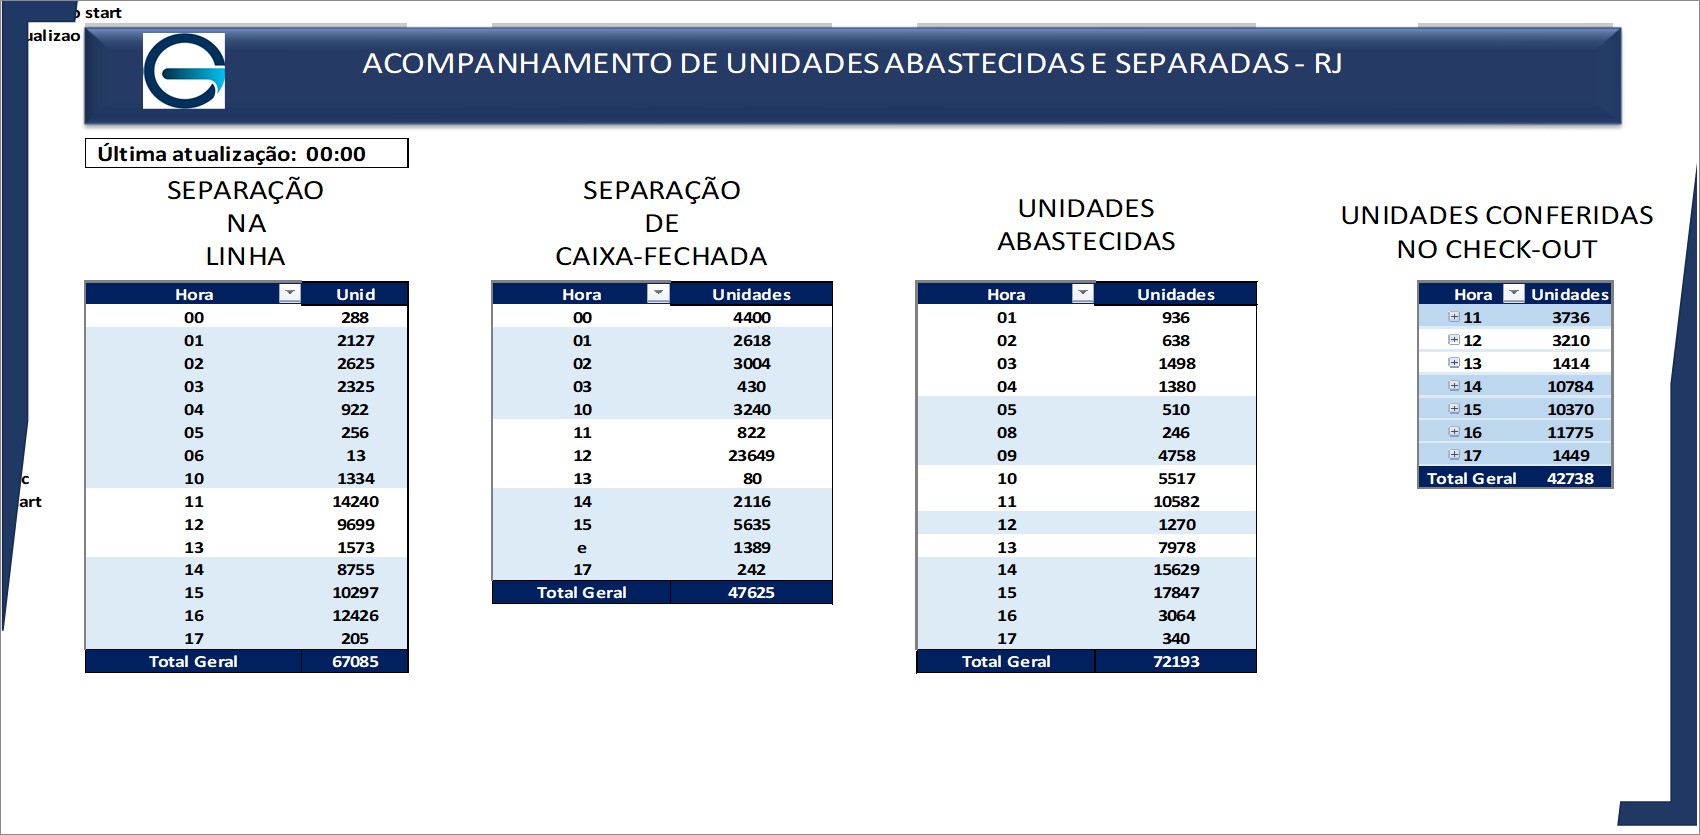 start
ualizao
ACOMPANHAMENTO DE UNIDADES ABASTECIDAS E SEPARADAS - RJ
Última atualização: 00:00
SEPARAÇÃO
NA
LINHA
Hora Unid
00 288
01 2127
02 2625
03 2325
04 922
05 256
06 13
10 1334
11 14240
12 9699
13 1573
14 8755
15 10297
16 12426
17 205
Total Geral 67085
SEPARAÇÃO
DE
CAIXA-FECHADA
Hora Unidades
00 4400
01 2618
02 3004
03 430
10 3240
11 822
12 23649
13 80
14 2116
15 5635
e 1389
17 242
Total Geral 47625
UNIDADES
ABASTECIDAS
Hora Unidades
01 936
02 638
03 1498
04 1380
05 510
08 246
09 4758
10 5517
11 10582
12 1270
13 7978
14 15629
15 17847
16 3064
17 340
Total Geral 72193
UNIDADES CONFERIDAS
NO CHECK-OUT
Hora Unidades
11 3736
12 3210
13 1414
14 10784
15 10370
16 11775
17 1449
Total Geral 42738
c
art